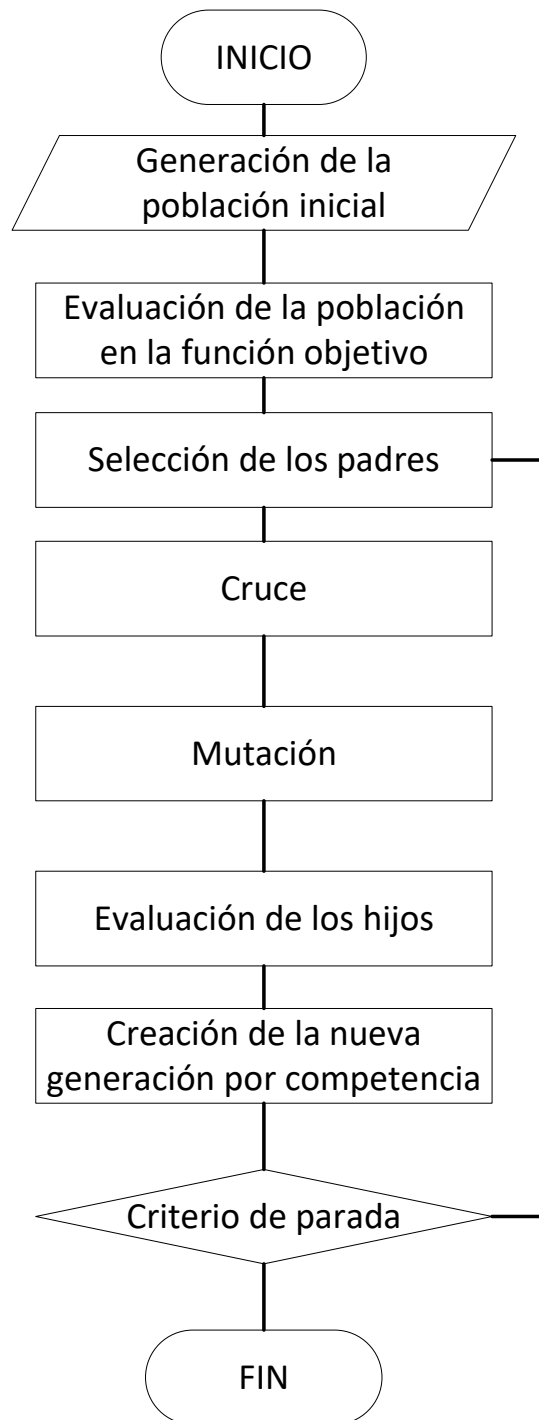 INICIO
Generación de la
población inicial
Evaluación de la población
en la función objetivo
Selección de los padres
Cruce
Mutación
Evaluación de los hijos
Creación de la nueva
generación por competencia
Criterio de parada
FIN